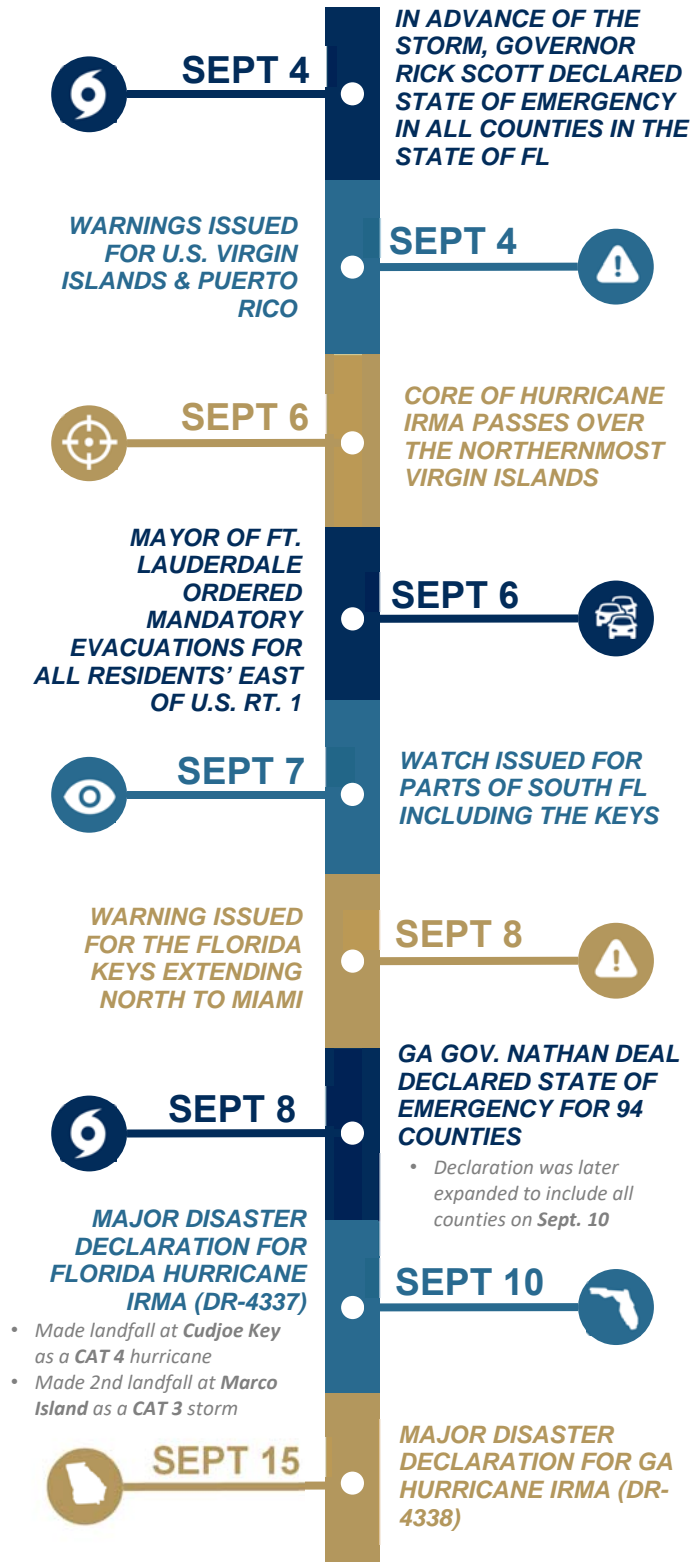 SEPT 4
IN ADVANCE OF THE
STORM, GOVERNOR
RICK SCOTT DECLARED
STATE OF EMERGENCY
IN ALL COUNTIES IN THE
STATE OF FL
WARNINGS ISSUED
FOR U.S. VIRGIN
ISLANDS & PUERTO
RICO
SEPT 4
SEPT 6
CORE OF HURRICANE
IRMA PASSES OVER
THE NORTHERNMOST
VIRGIN ISLANDS
MAYOR OF FT.
LAUDERDALE
ORDERED
MANDATORY
EVACUATIONS FOR
ALL RESIDENTS’ EAST
OF U.S. RT. 1
SEPT 6
SEPT 7
WATCH ISSUED FOR
PARTS OF SOUTH FL
INCLUDING THE KEYS
WARNING ISSUED
FOR THE FLORIDA
KEYS EXTENDING
NORTH TO MIAMI
SEPT 8
SEPT 8
GA GOV. NATHAN DEAL
DECLARED STATE OF
EMERGENCY FOR 94
COUNTIES
• Declaration was later
expanded to include all
counties on Sept. 10
MAJOR DISASTER
DECLARATION FOR
FLORIDA HURRICANE
IRMA (DR-4337)
• Made landfall at Cudjoe Key
as a CAT 4 hurricane
• Made 2nd landfall at Marco
Island as a CAT 3 storm
SEPT 10
SEPT 15
MAJOR DISASTER
DECLARATION FOR GA
HURRICANE IRMA (DR-
4338)